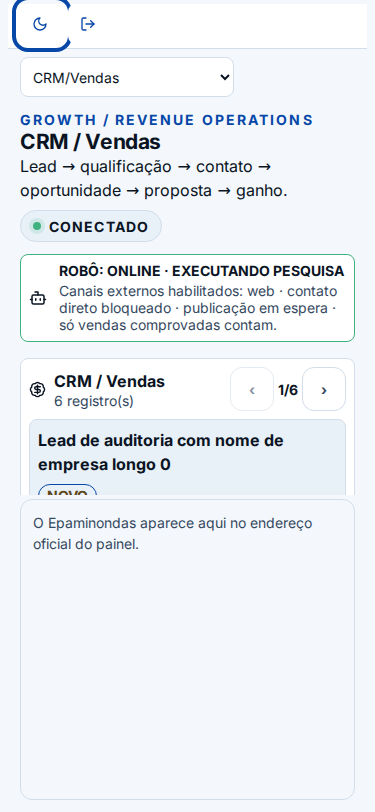 CRM/Vendas
GROWTH / REVENUE OPERATIONS
CRM / Vendas
Lead → qualificação → contato →
oportunidade → proposta → ganho.
CONECTADO
ROBÔ: ONLINE · EXECUTANDO PESQUISA
Canais externos habilitados: web · contato
direto bloqueado · publicação em espera ·
só vendas comprovadas contam.
CRM / Vendas
6 registro(s)
‹ 1/6 ›
Lead de auditoria com nome de
empresa longo 0
NOVO
O Epaminondas aparece aqui no endereço
oficial do painel.